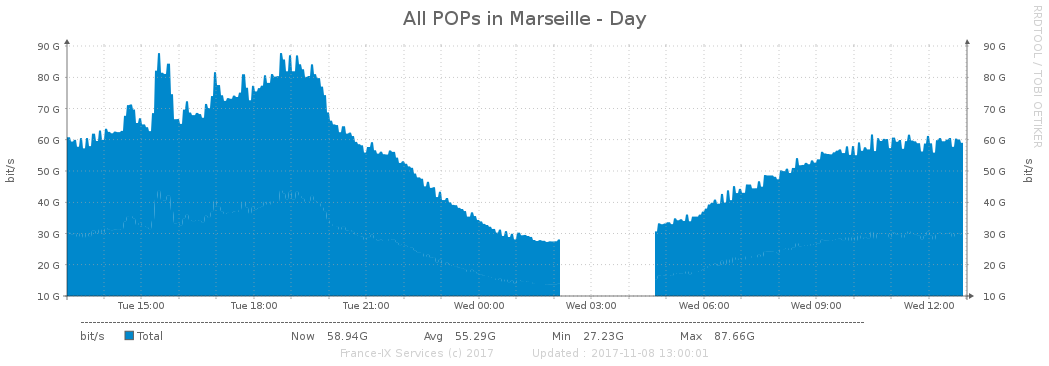 All POPs in Marseille - Day
RRDTOOL / TOBI OETIKER
bit/s
90 G
80 G
70 G
60 G
50 G
40 G
30 G
20 G
10 G
90 G
80 G
70 G
60 G
50 G
40 G
30 G
20 G
10 G
bit/s
Tue 15:00 Tue 18:00 Tue 21:00 Wed 00:00 Wed 03:00 Wed 06:00 Wed 09:00 Wed 12:00
bit/s Total Now 58.94G Avg 55.29G Min 27.23G Max 87.66G
France-IX Services (c) 2017 Updated : 2017-11-08 13:00:01